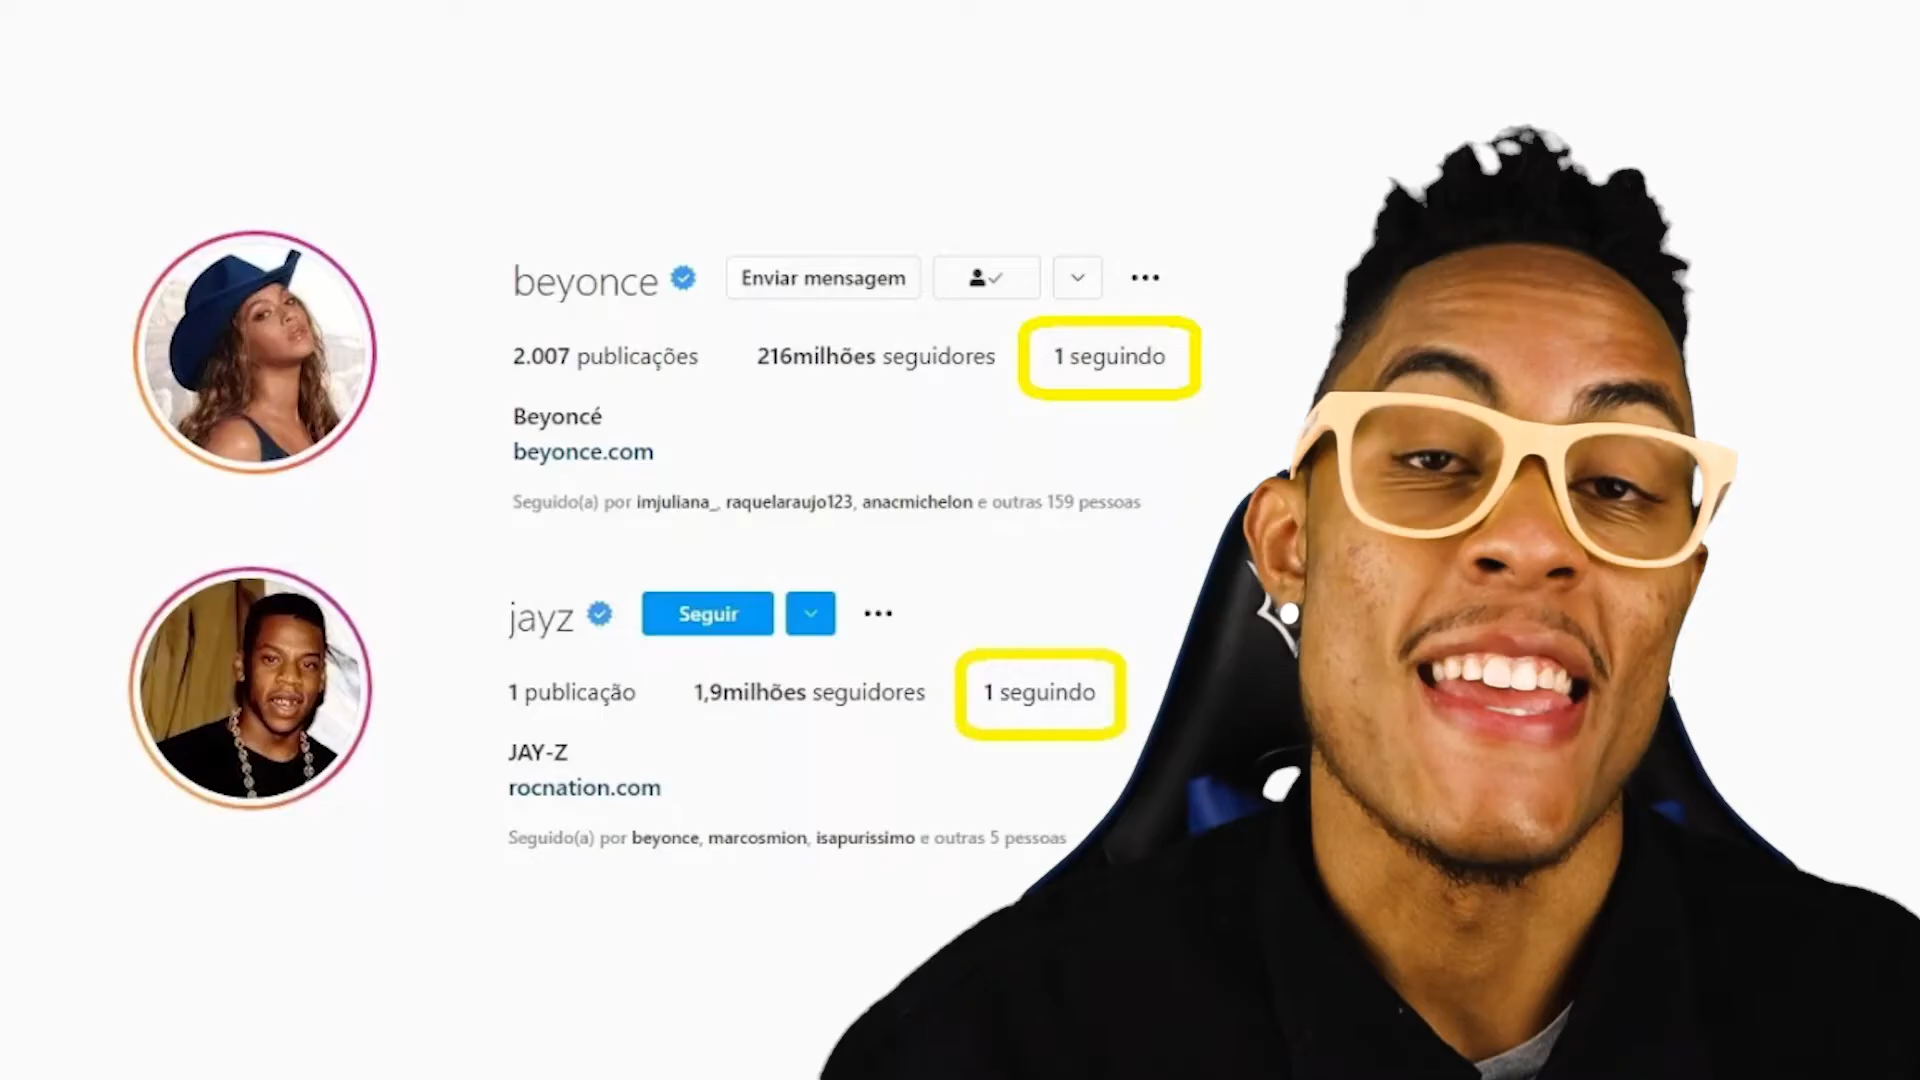 beyonce Enviar mensagem
2.007 publicações 216milhões seguidores 1 seguindo
Beyoncé
beyonce.com
Seguido(a) por imjuliana_, raquelaraujo123, anacmichelon e outras 159 pessoas
jayz Seguir
1 publicação 1,9milhões seguidores 1 seguindo
JAY-Z
rocnation.com
Seguido(a) por beyonce, marcosmion, isapurissimo e outras 5 pessoas